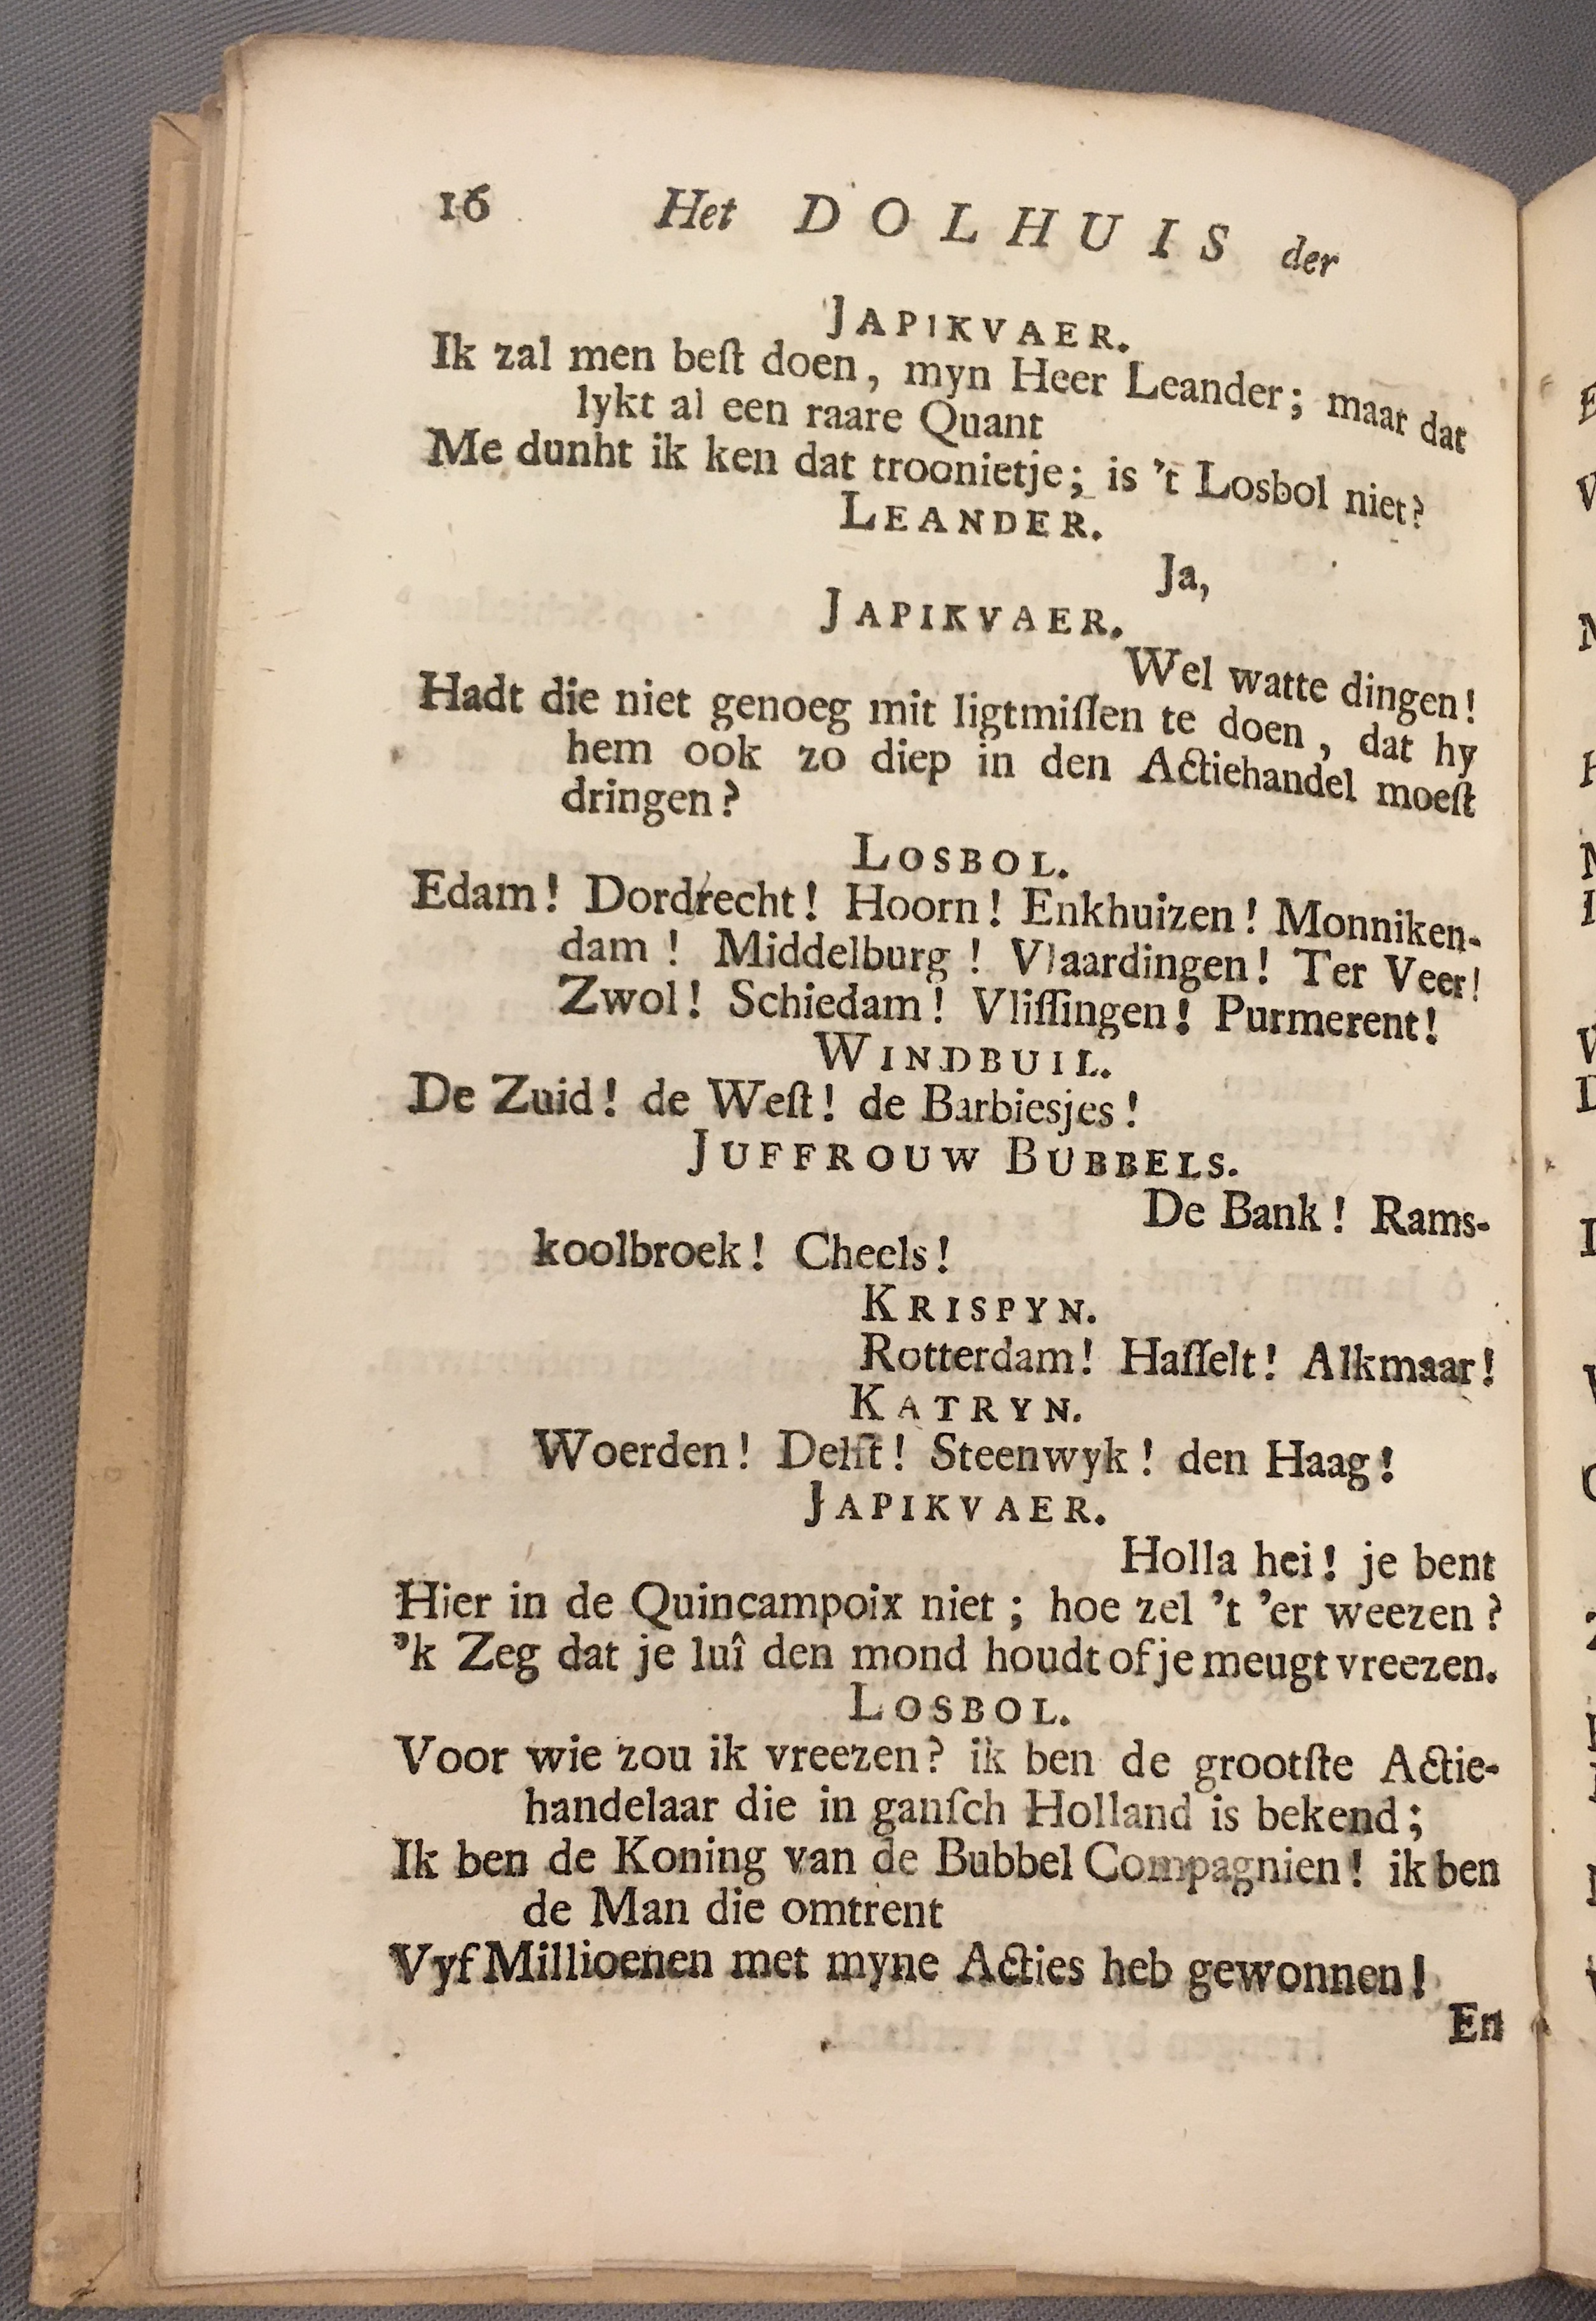 16 Het DOLHUIS der
JAPIKVAER.
Ik zal men beſt doen, myn Heer Leander; maar dat
lykt al een raare Quant
Me dunht ik ken dat troonietje; is 't Losbol niet?
LEANDER.
Ja,
JAPIKVAER.
Wel watte dingen!
Hadt die niet genoeg mit ligtmiſſen te doen, dat hy
hem ook zo diep in den Actiehandel moeſt
dringen?
LOSBOL.
Edam! Dordrecht! Hoorn! Enkhuizen! Monniken-
dam! Middelburg! Vlaardingen! Ter Veer!
Zwol! Schiedam! Vliſſingen! Purmerent!
WINDBUIL.
De Zuid! de Weſt! de Barbiesjes!
JUFFROUW BUBBELS.
De Bank! Rams-
koolbroek! Cheels!
KRISPYN.
Rotterdam! Haſſelt! Alkmaar!
KATRYN.
Woerden! Delft! Steenwyk! den Haag!
JAPIKVAER.
Holla hei! je bent
Hier in de Quincampoix niet; hoe zel 't 'er weezen?
'k Zeg dat je luî den mond houdt of je meugt vreezen.
LOSBOL.
Voor wie zou ik vreezen? ik ben de grootſte Actie-
handelaar die in ganſch Holland is bekend;
Ik ben de Koning van de Bubbel Compagnien! ik ben
de Man die omtrent
Vyf Millioenen met myne Acties heb gewonnen!
En